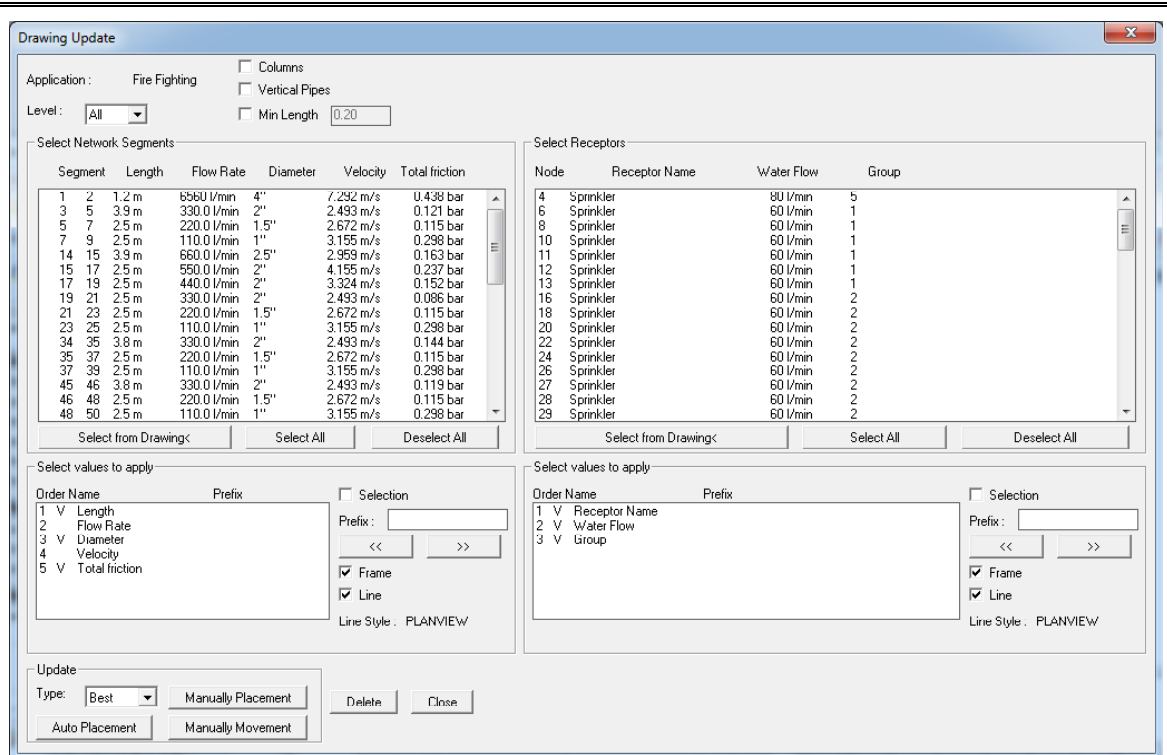 Drawing Update
Application : Fire Fighting
Columns
Vertical Pipes
Level : All
Min Length 0.20
Select Network Segments
Segment Length Flow Rate Diameter Velocity Total friction
1 2 1.2 m 6560 l/min 4'' 7.292 m/s 0.438 bar
3 5 3.9 m 330.0 l/min 2'' 2.493 m/s 0.121 bar
5 7 2.5 m 220.0 l/min 1.5'' 2.672 m/s 0.115 bar
7 9 2.5 m 110.0 l/min 1'' 3.155 m/s 0.298 bar
14 15 3.9 m 660.0 l/min 2.5'' 2.959 m/s 0.163 bar
15 17 2.5 m 550.0 l/min 2'' 4.155 m/s 0.237 bar
17 19 2.5 m 440.0 l/min 2'' 3.324 m/s 0.152 bar
19 21 2.5 m 330.0 l/min 2'' 2.493 m/s 0.086 bar
21 23 2.5 m 220.0 l/min 1.5'' 2.672 m/s 0.115 bar
23 25 2.5 m 110.0 l/min 1'' 3.155 m/s 0.298 bar
34 35 3.8 m 330.0 l/min 2'' 2.493 m/s 0.144 bar
35 37 2.5 m 220.0 l/min 1.5'' 2.672 m/s 0.115 bar
37 39 2.5 m 110.0 l/min 1'' 3.155 m/s 0.298 bar
45 46 3.8 m 330.0 l/min 2'' 2.493 m/s 0.119 bar
46 48 2.5 m 220.0 l/min 1.5'' 2.672 m/s 0.115 bar
48 50 2.5 m 110.0 l/min 1'' 3.155 m/s 0.298 bar
Select from Drawing< Select All Deselect All
Select Receptors
Node Receptor Name Water Flow Group
4 Sprinkler 80 l/min 5
6 Sprinkler 60 l/min 1
8 Sprinkler 60 l/min 1
10 Sprinkler 60 l/min 1
11 Sprinkler 60 l/min 1
12 Sprinkler 60 l/min 1
13 Sprinkler 60 l/min 1
16 Sprinkler 60 l/min 2
18 Sprinkler 60 l/min 2
20 Sprinkler 60 l/min 2
22 Sprinkler 60 l/min 2
24 Sprinkler 60 l/min 2
26 Sprinkler 60 l/min 2
27 Sprinkler 60 l/min 2
28 Sprinkler 60 l/min 2
29 Sprinkler 60 l/min 2
Select from Drawing< Select All Deselect All
Select values to apply
Order Name Prefix
1 V Length
2 Flow Rate
3 V Diameter
4 Velocity
5 V Total friction
Selection
Prefix :
<< >>
Frame
Line
Line Style : PLANVIEW
Select values to apply
Order Name Prefix
1 V Receptor Name
2 V Water Flow
3 V Group
Selection
Prefix :
<< >>
Frame
Line
Line Style : PLANVIEW
Update
Type: Best Manually Placement
Auto Placement Manually Movement
Delete Close